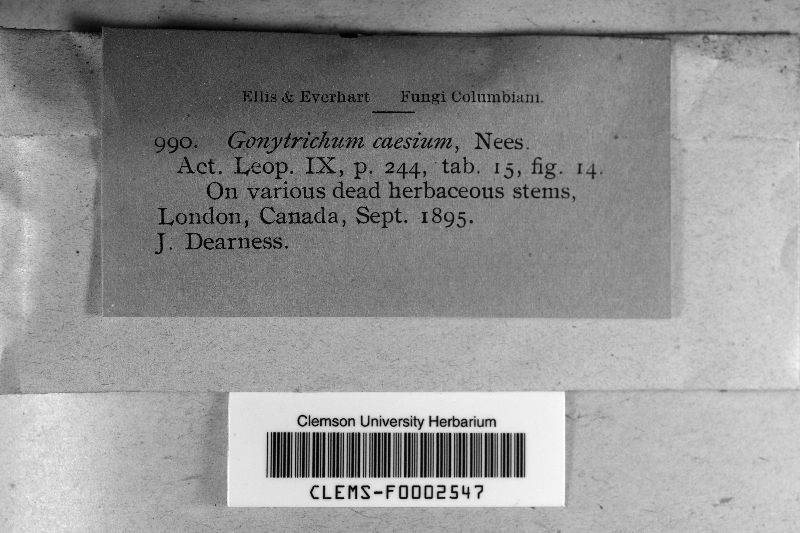 Ellis & Everhart — Fungi Columbiani.
990. Gonytrichum caesium, Nees.
Act. Leop. IX, p. 244, tab. 15, fig. 14.
On various dead herbaceous stems,
London, Canada, Sept. 1895.
J. Dearness.
Clemson University Herbarium
CLEMS-F0002547